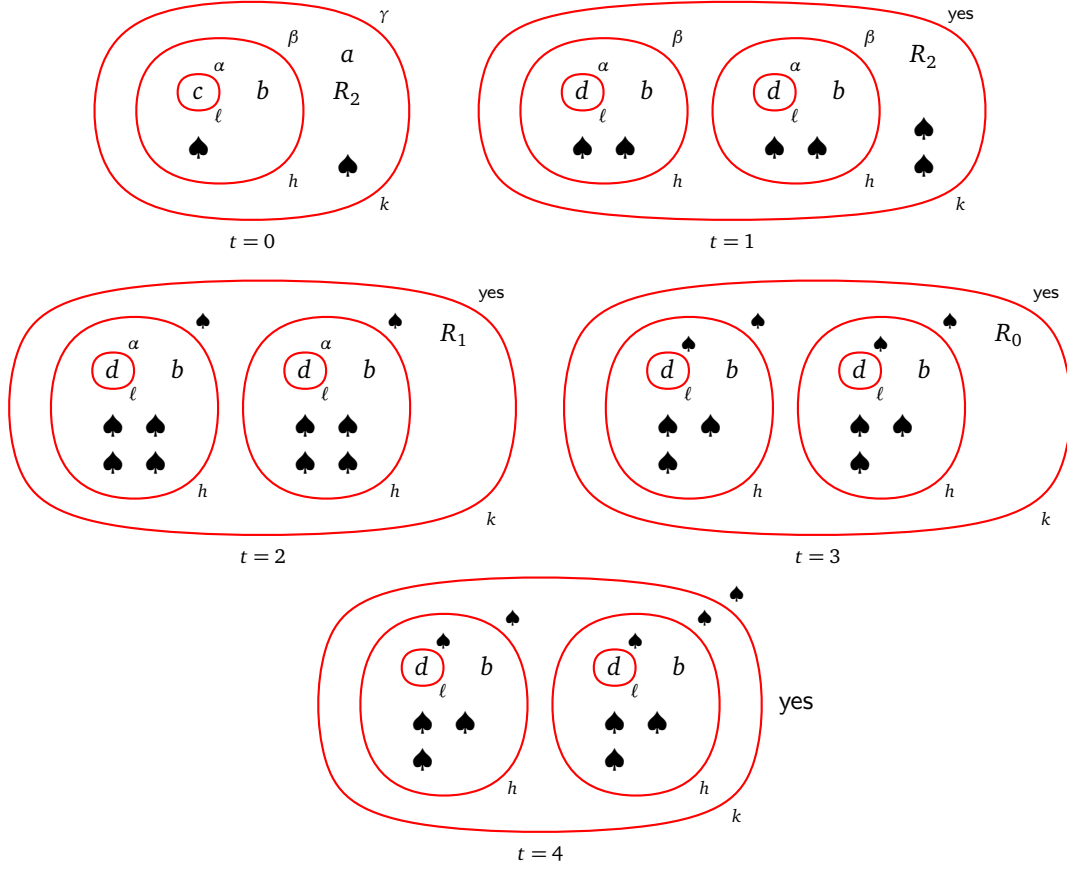 γ
β
a
α
c b R₂
ℓ
♠
♠
h
k
t = 0
yes
β β
R₂
α α
d b d b
ℓ ℓ
♠ ♠ ♠ ♠ ♠
♠
h h
k
t = 1
yes
♠ ♠
R₁
α α
d b d b
ℓ ℓ
♠ ♠ ♠ ♠
♠ ♠ ♠ ♠
h h
k
t = 2
yes
♠ ♠
R₀
♠ ♠
d b d b
ℓ ℓ
♠ ♠ ♠ ♠
♠ ♠
h h
k
t = 3
♠
♠ ♠
♠ ♠
d b d b
ℓ ℓ
yes
♠ ♠ ♠ ♠
♠ ♠
h h
k
t = 4